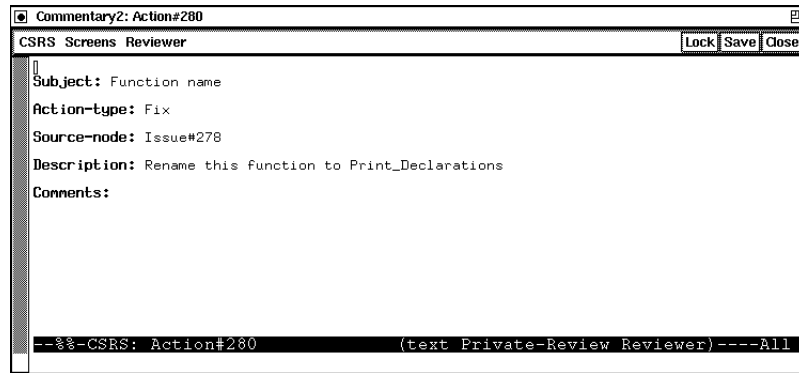 Commentary2: Action#280
CSRS Screens Reviewer Lock Save Close
Subject: Function name
Action-type: Fix
Source-node: Issue#278
Description: Rename this function to Print_Declarations
Comments:
--%%-CSRS: Action#280 (text Private-Review Reviewer)----All